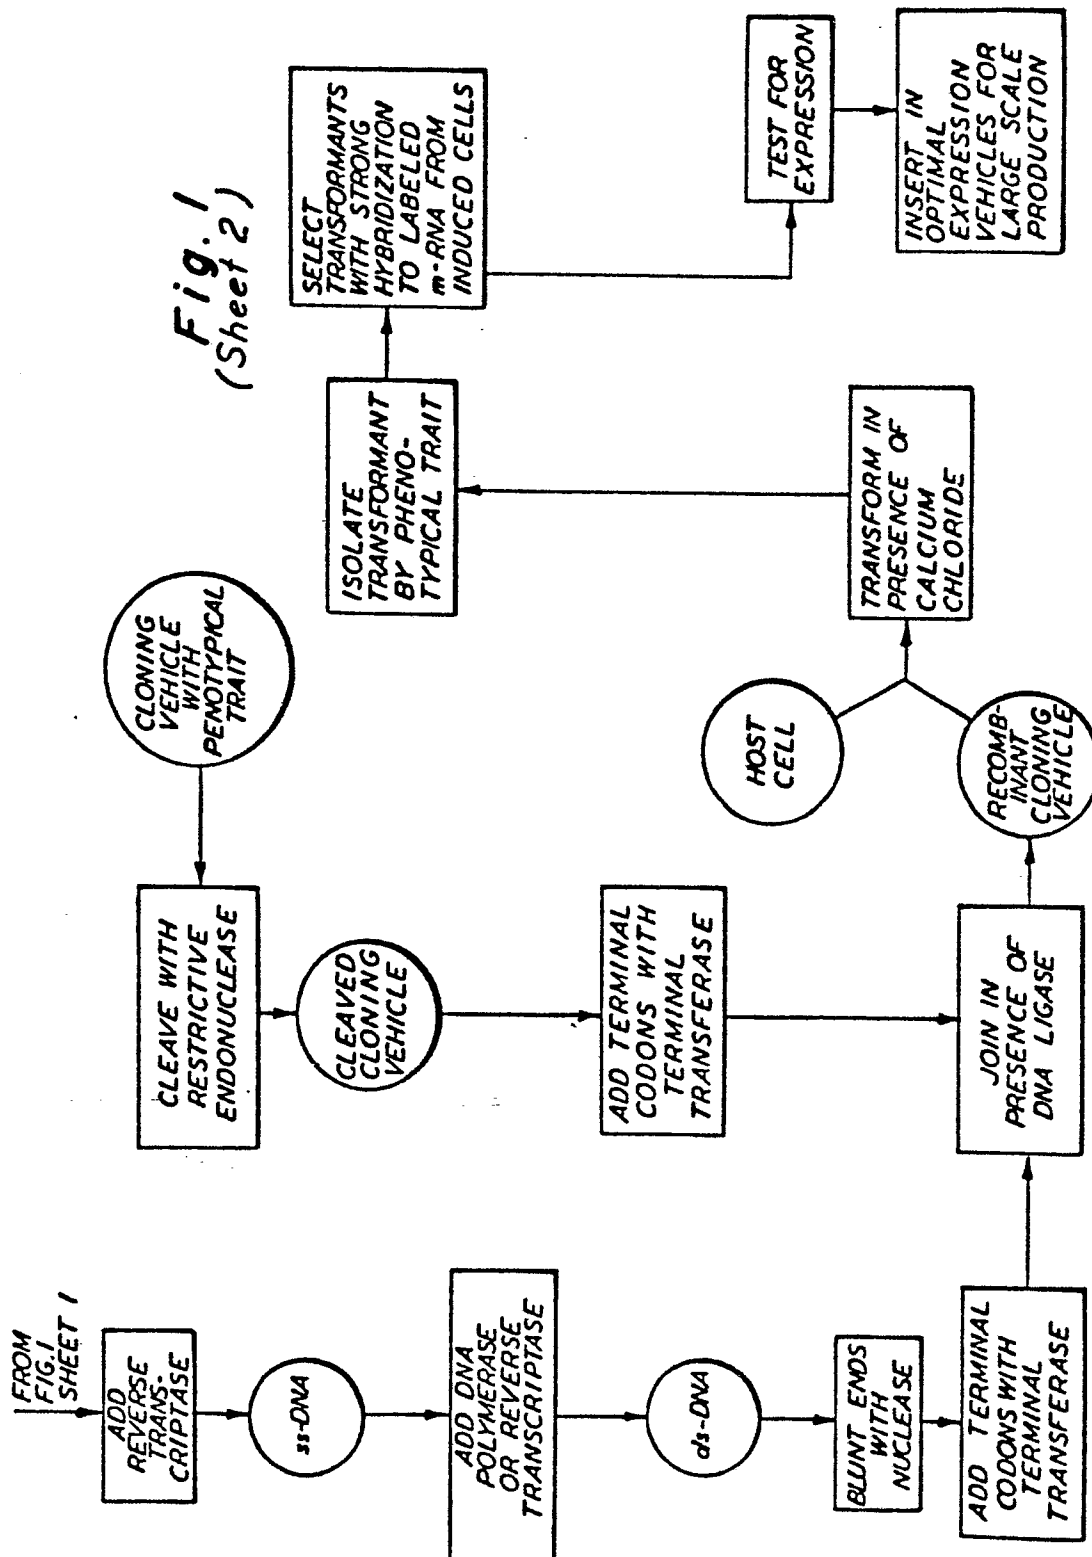 Fig. 1
(Sheet 2)
FROM
FIG. 1
SHEET 1
ADD
REVERSE
TRANS-
CRIPTASE
ss-DNA
ADD DNA
POLYMERASE
OR REVERSE
TRANSCRIPTASE
ds-DNA
BLUNT ENDS
WITH
NUCLEASE
ADD TERMINAL
CODONS WITH
TERMINAL
TRANSFERASE
CLONING
VEHICLE
WITH
PENOTYPICAL
TRAIT
CLEAVE WITH
RESTRICTIVE
ENDONUCLEASE
CLEAVED
CLONING
VEHICLE
ADD TERMINAL
CODONS WITH
TERMINAL
TRANSFERASE
JOIN IN
PRESENCE OF
DNA LIGASE
RECOMB-
INANT
CLONING
VEHICLE
HOST
CELL
TRANSFORM IN
PRESENCE OF
CALCIUM
CHLORIDE
ISOLATE
TRANSFORMANT
BY PHENO-
TYPICAL TRAIT
SELECT
TRANSFORMANTS
WITH STRONG
HYBRIDIZATION
TO LABELED
m-RNA FROM
INDUCED CELLS
TEST FOR
EXPRESSION
INSERT IN
OPTIMAL
EXPRESSION
VEHICLES FOR
LARGE SCALE
PRODUCTION